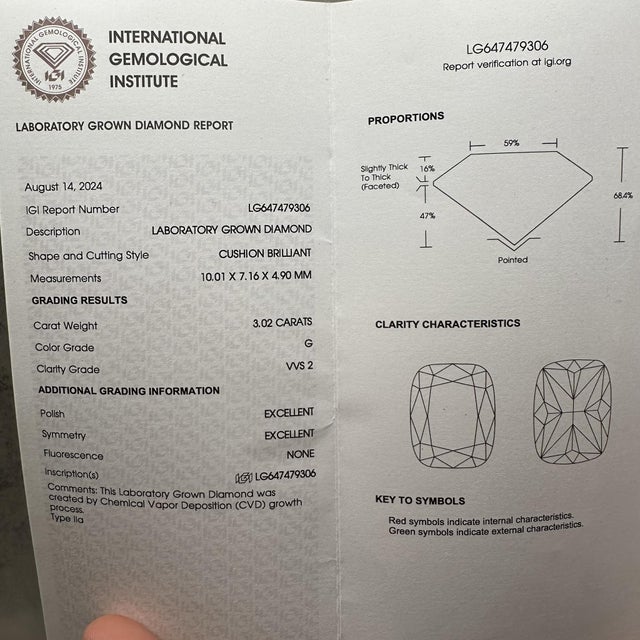 INTERNATIONAL GEMOLOGICAL INSTITUTE
IGI
1975
INTERNATIONAL
GEMOLOGICAL
INSTITUTE
LABORATORY GROWN DIAMOND REPORT
August 14, 2024
IGI Report Number LG647479306
Description LABORATORY GROWN DIAMOND
Shape and Cutting Style CUSHION BRILLIANT
Measurements 10.01 X 7.16 X 4.90 MM
GRADING RESULTS
Carat Weight 3.02 CARATS
Color Grade G
Clarity Grade VVS 2
ADDITIONAL GRADING INFORMATION
Polish EXCELLENT
Symmetry EXCELLENT
Fluorescence NONE
Inscription(s) IGI LG647479306
Comments: This Laboratory Grown Diamond was
created by Chemical Vapor Deposition (CVD) growth
process.
Type IIa
LG647479306
Report verification at igi.org
PROPORTIONS
59%
Slightly Thick
To Thick
(Faceted)
16%
47%
68.4%
Pointed
CLARITY CHARACTERISTICS
KEY TO SYMBOLS
Red symbols indicate internal characteristics.
Green symbols indicate external characteristics.